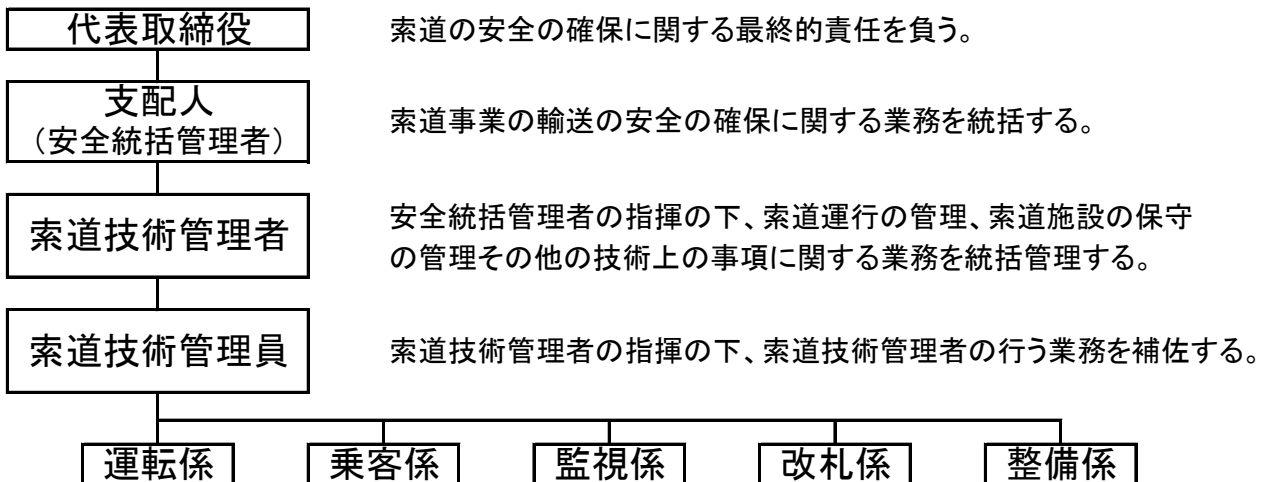 代表取締役
索道の安全の確保に関する最終的責任を負う。
支配人
（安全統括管理者）
索道事業の輸送の安全の確保に関する業務を統括する。
索道技術管理者
安全統括管理者の指揮の下、索道運行の管理、索道施設の保守
の管理その他の技術上の事項に関する業務を統括管理する。
索道技術管理員
索道技術管理者の指揮の下、索道技術管理者の行う業務を補佐する。
運転係
乗客係
監視係
改札係
整備係